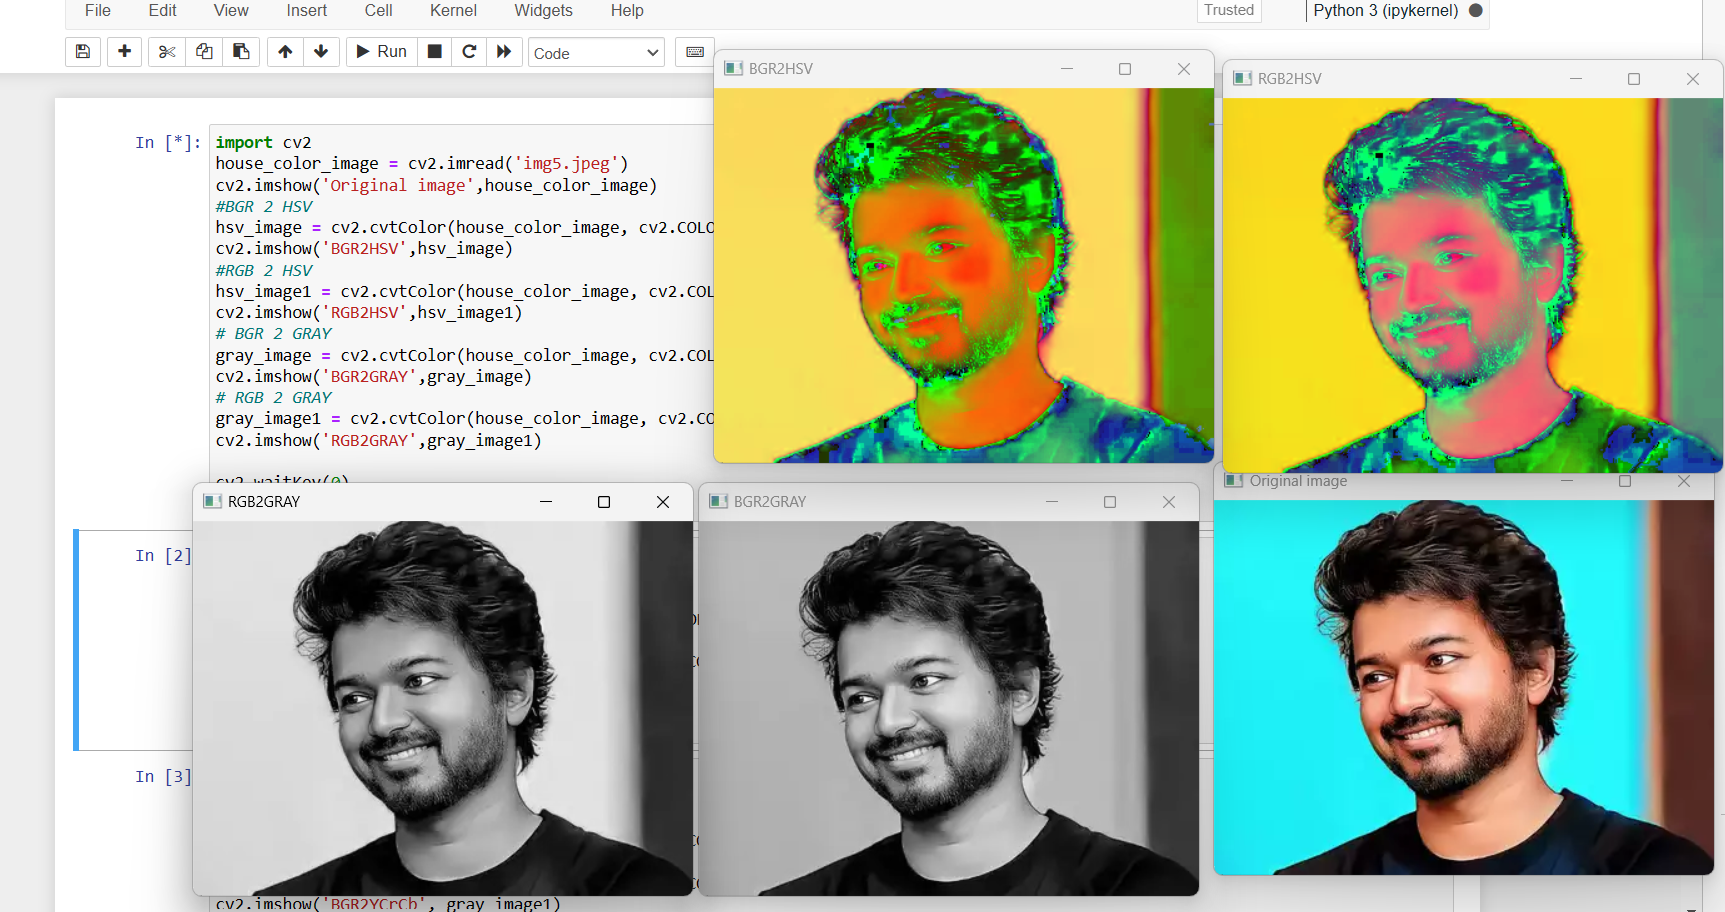 File Edit View Insert Cell Kernel Widgets Help
Trusted Python 3 (ipykernel)
Run Code
BGR2HSV
RGB2HSV
In [*]:
import cv2
house_color_image = cv2.imread('img5.jpeg')
cv2.imshow('Original image',house_color_image)
#BGR 2 HSV
hsv_image = cv2.cvtColor(house_color_image, cv2.COLO
cv2.imshow('BGR2HSV',hsv_image)
#RGB 2 HSV
hsv_image1 = cv2.cvtColor(house_color_image, cv2.COL
cv2.imshow('RGB2HSV',hsv_image1)
# BGR 2 GRAY
gray_image = cv2.cvtColor(house_color_image, cv2.COL
cv2.imshow('BGR2GRAY',gray_image)
# RGB 2 GRAY
gray_image1 = cv2.cvtColor(house_color_image, cv2.CO
cv2.imshow('RGB2GRAY',gray_image1)
cv2.waitKey(0)
RGB2GRAY
BGR2GRAY
Original image
In [2]
In [3]
cv2.imshow('BGR2YCrCb', gray_image1)